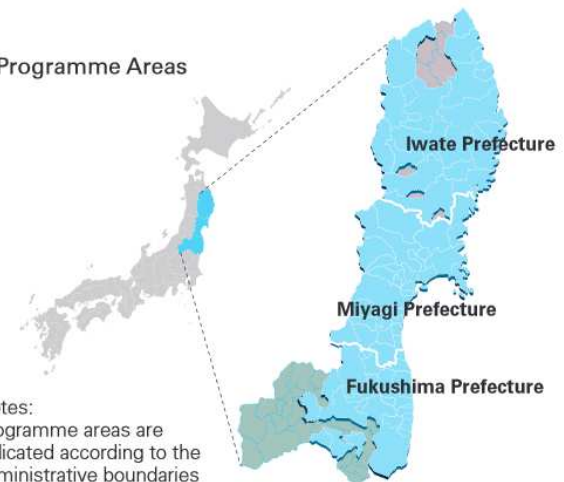 Programme Areas
Iwate Prefecture
Miyagi Prefecture
Fukushima Prefecture
tes:
ogramme areas are
licated according to the
ministrative boundaries